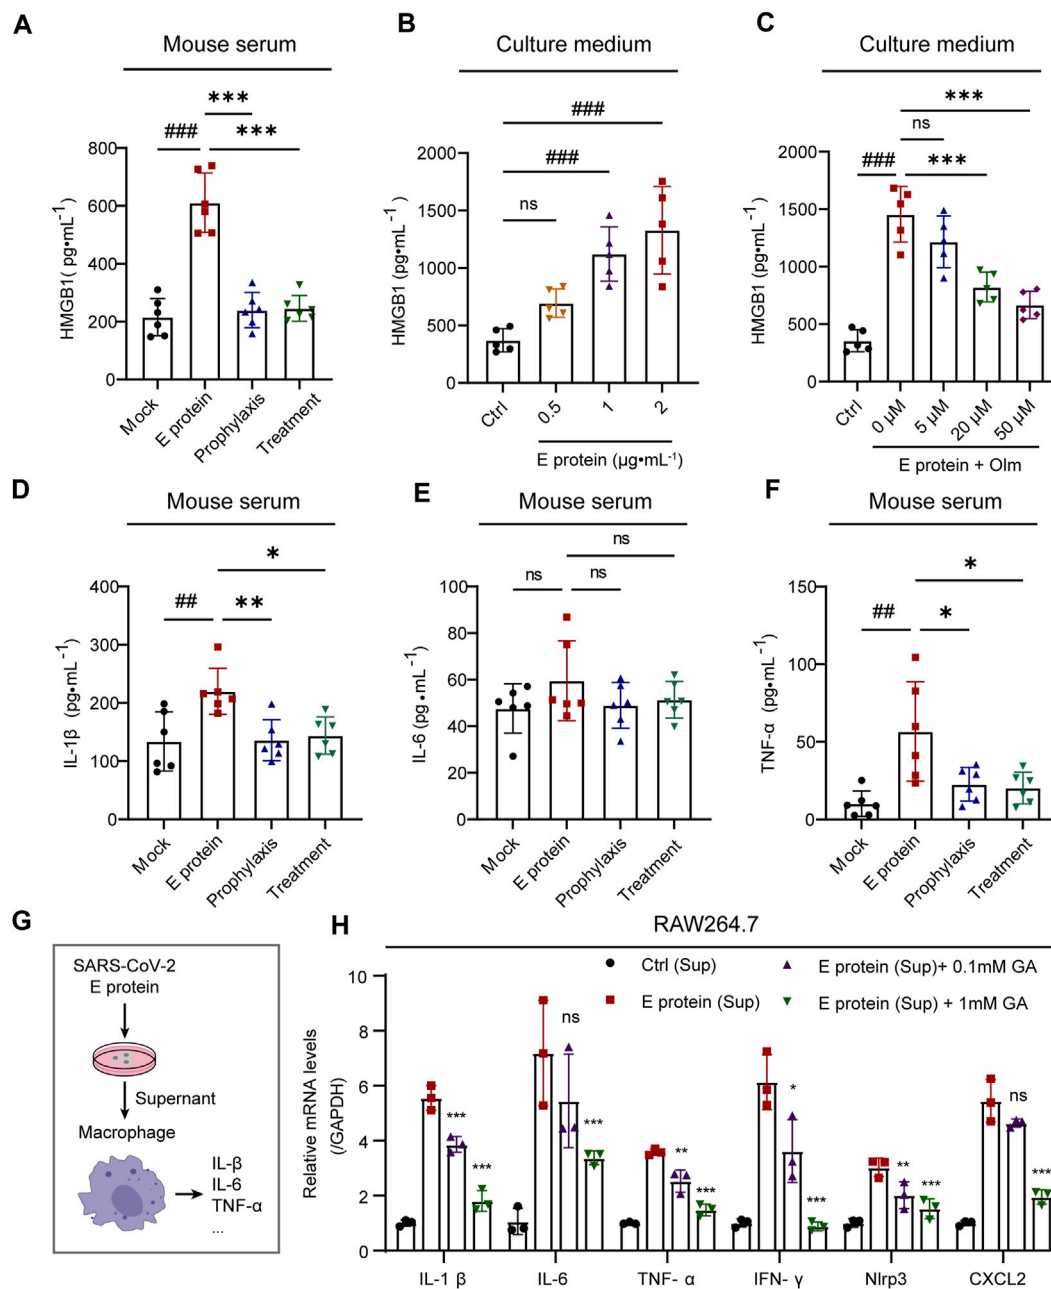 A
Mouse serum
***
###
***
HMGB1( pg•mL⁻¹)
800
600
400
200
0
Mock
E protein
Prophylaxis
Treatment
B
Culture medium
###
###
ns
HMGB1 (pg•mL⁻¹)
2000
1500
1000
500
0
Ctrl
0.5
1
2
E protein (μg•mL⁻¹)
C
Culture medium
***
ns
###
***
HMGB1 (pg•mL⁻¹)
2000
1500
1000
500
0
Ctrl
0 μM
5 μM
20 μM
50 μM
E protein + Olm
D
Mouse serum
*
##
**
IL-1β (pg•mL⁻¹)
400
300
200
100
0
Mock
E protein
Prophylaxis
Treatment
E
Mouse serum
ns
ns
ns
IL-6 (pg•mL⁻¹)
100
80
60
40
20
0
Mock
E protein
Prophylaxis
Treatment
F
Mouse serum
*
##
*
TNF-α (pg•mL⁻¹)
150
100
50
0
Mock
E protein
Prophylaxis
Treatment
G
SARS-CoV-2
E protein
Supernant
Macrophage
IL-β
IL-6
TNF-α
...
H
RAW264.7
Ctrl (Sup)
E protein (Sup)+ 0.1mM GA
E protein (Sup)
E protein (Sup) + 1mM GA
Relative mRNA levels
(/GAPDH)
10
8
6
4
2
0
***
***
ns
***
**
***
*
***
**
***
ns
***
IL-1 β
IL-6
TNF- α
IFN- γ
Nlrp3
CXCL2